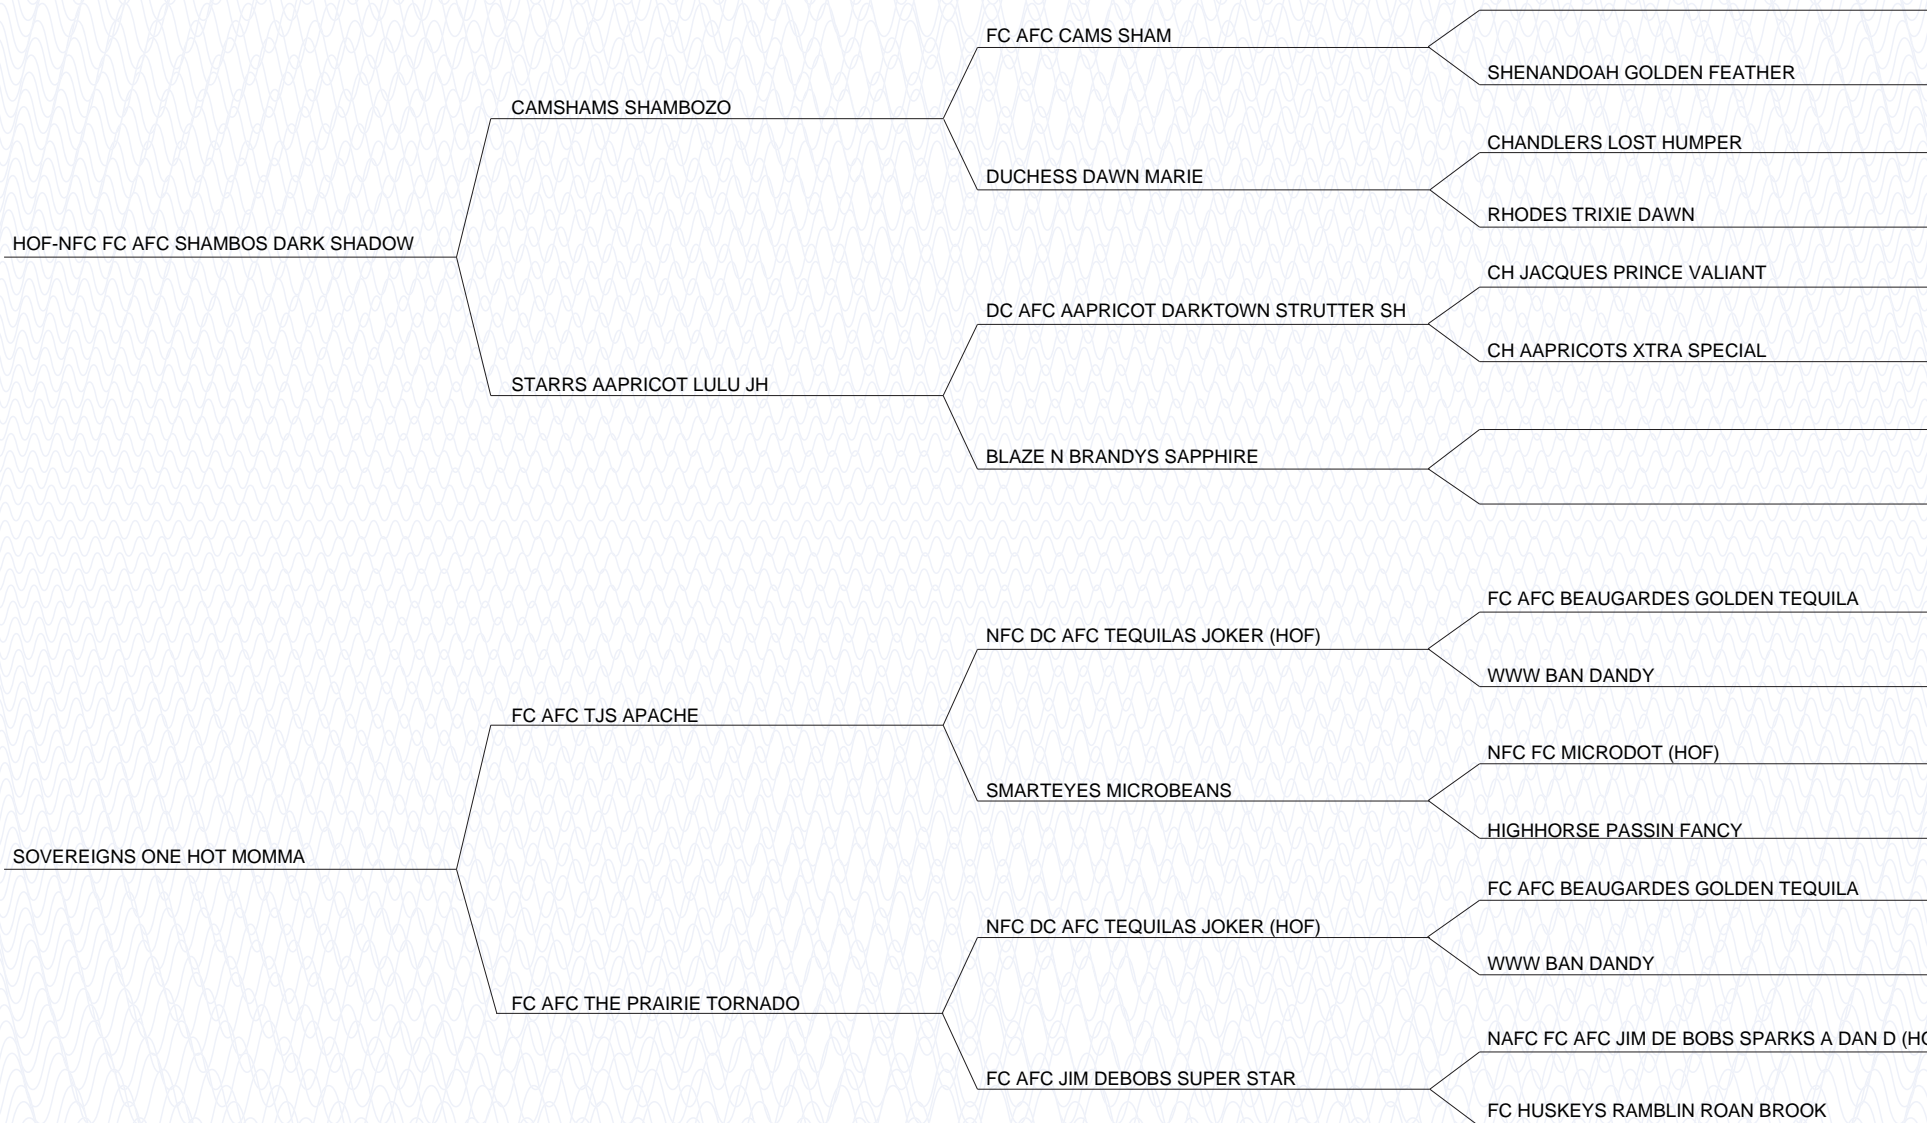 FC AFC CAMS SHAM
SHENANDOAH GOLDEN FEATHER
CAMSHAMS SHAMBOZO
CHANDLERS LOST HUMPER
DUCHESS DAWN MARIE
RHODES TRIXIE DAWN
HOF-NFC FC AFC SHAMBOS DARK SHADOW
CH JACQUES PRINCE VALIANT
DC AFC AAPRICOT DARKTOWN STRUTTER SH
CH AAPRICOTS XTRA SPECIAL
STARRS AAPRICOT LULU JH
BLAZE N BRANDYS SAPPHIRE
FC AFC BEAUGARDES GOLDEN TEQUILA
NFC DC AFC TEQUILAS JOKER (HOF)
WWW BAN DANDY
FC AFC TJS APACHE
NFC FC MICRODOT (HOF)
SMARTEYES MICROBEANS
HIGHHORSE PASSIN FANCY
SOVEREIGNS ONE HOT MOMMA
FC AFC BEAUGARDES GOLDEN TEQUILA
NFC DC AFC TEQUILAS JOKER (HOF)
WWW BAN DANDY
FC AFC THE PRAIRIE TORNADO
NAFC FC AFC JIM DE BOBS SPARKS A DAN D
FC AFC JIM DEBOBS SUPER STAR
FC HUSKEYS RAMBLIN ROAN BROOK